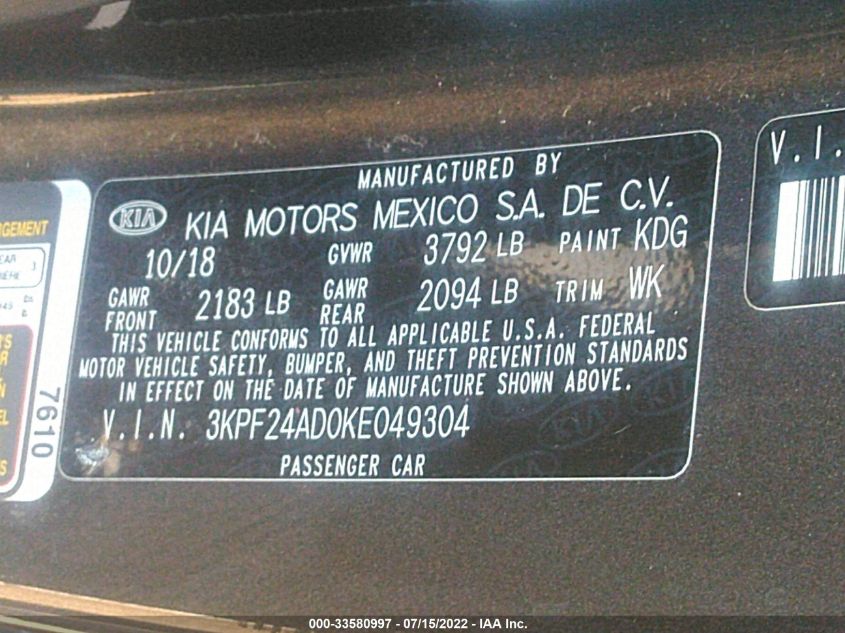 MANUFACTURED BY
KIA KIA MOTORS MEXICO S.A. DE C.V.
10/18 GVWR 3792 LB PAINT KDG
GAWR FRONT 2183 LB GAWR REAR 2094 LB TRIM WK
THIS VEHICLE CONFORMS TO ALL APPLICABLE U.S.A. FEDERAL
MOTOR VEHICLE SAFETY, BUMPER, AND THEFT PREVENTION STANDARDS
IN EFFECT ON THE DATE OF MANUFACTURE SHOWN ABOVE.
V.I.N. 3KPF24AD0KE049304
PASSENGER CAR
7610
V.I.
000-33580997 - 07/15/2022 - IAA Inc.